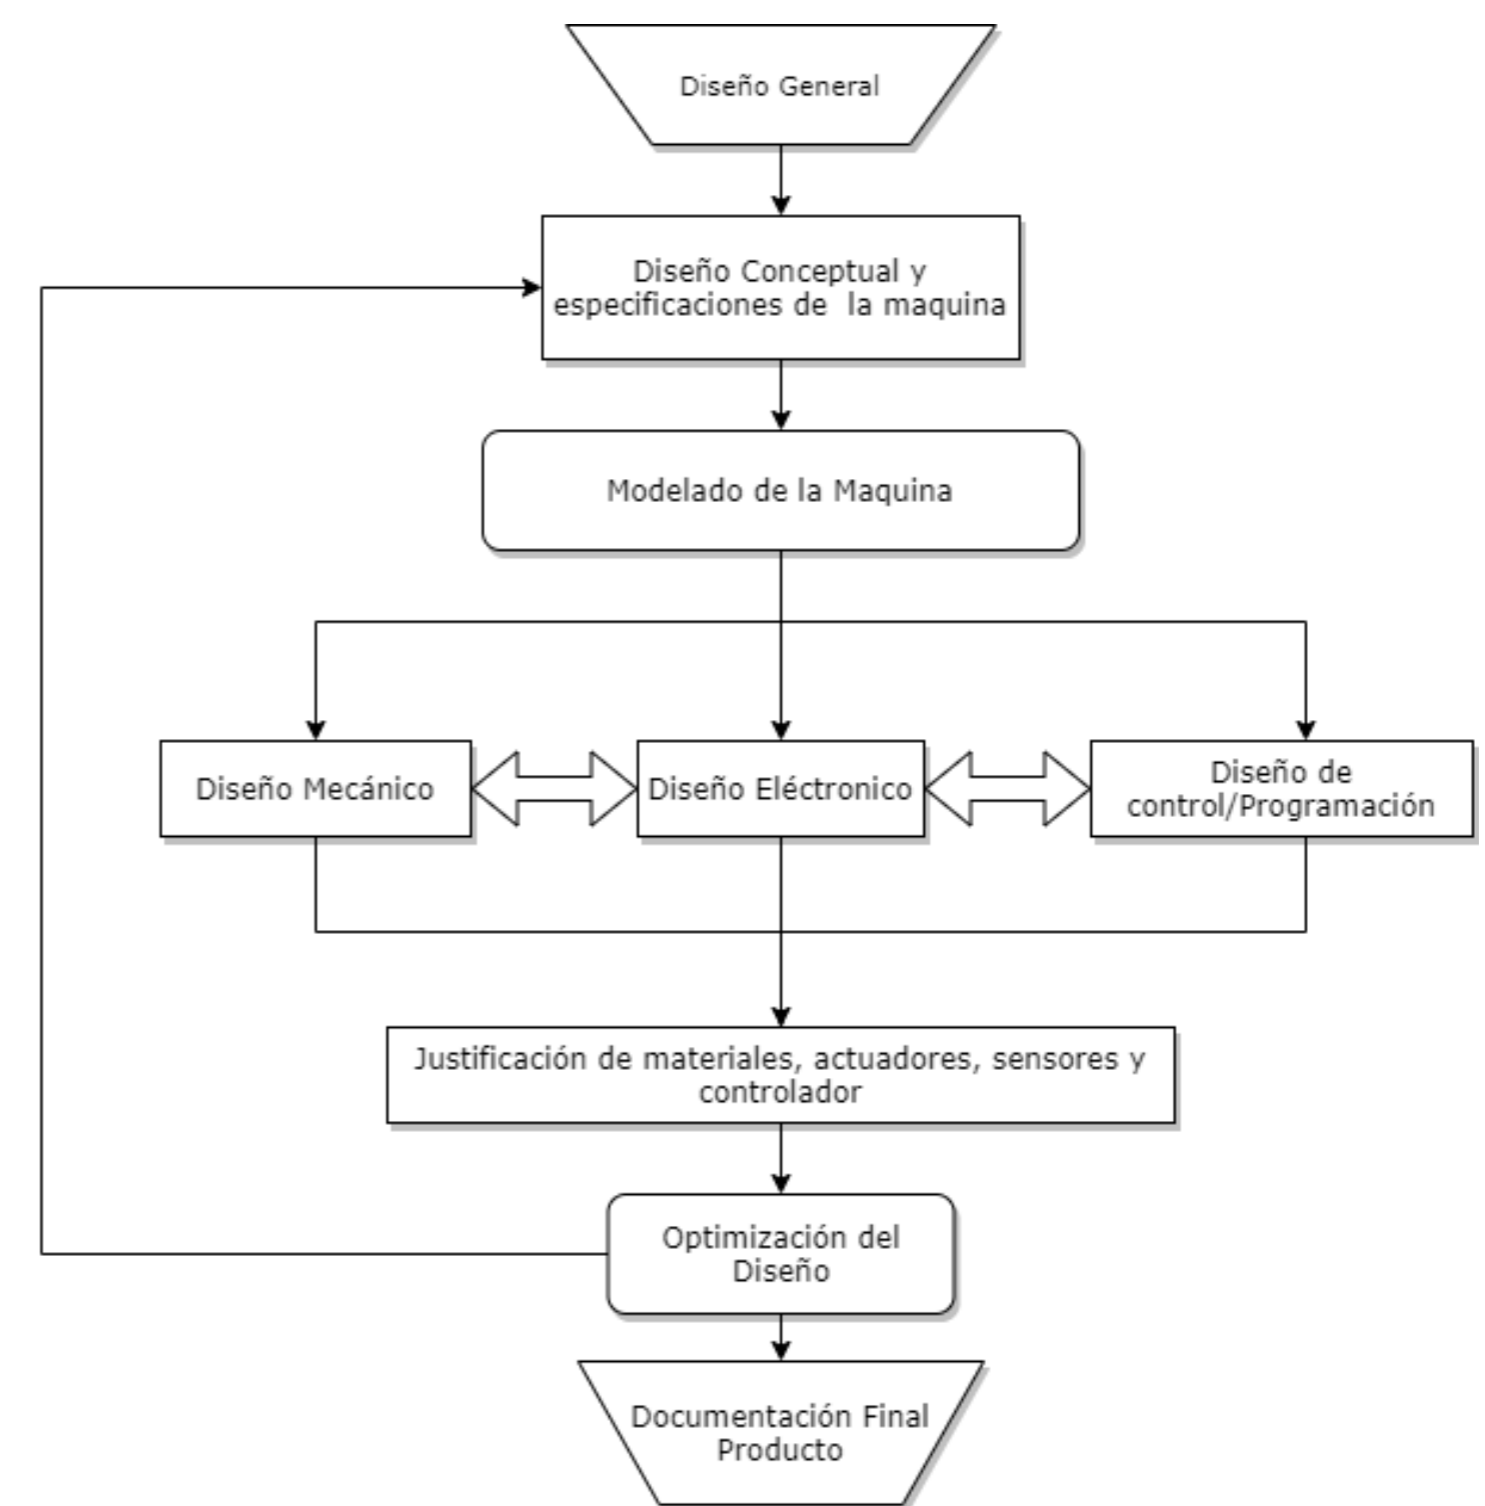 Diseño General
Diseño Conceptual y
especificaciones de  la maquina
Modelado de la Maquina
Diseño Mecánico
Diseño Eléctronico
Diseño de
control/Programación
Justificación de materiales, actuadores, sensores y
controlador
Optimización del
Diseño
Documentación Final
Producto